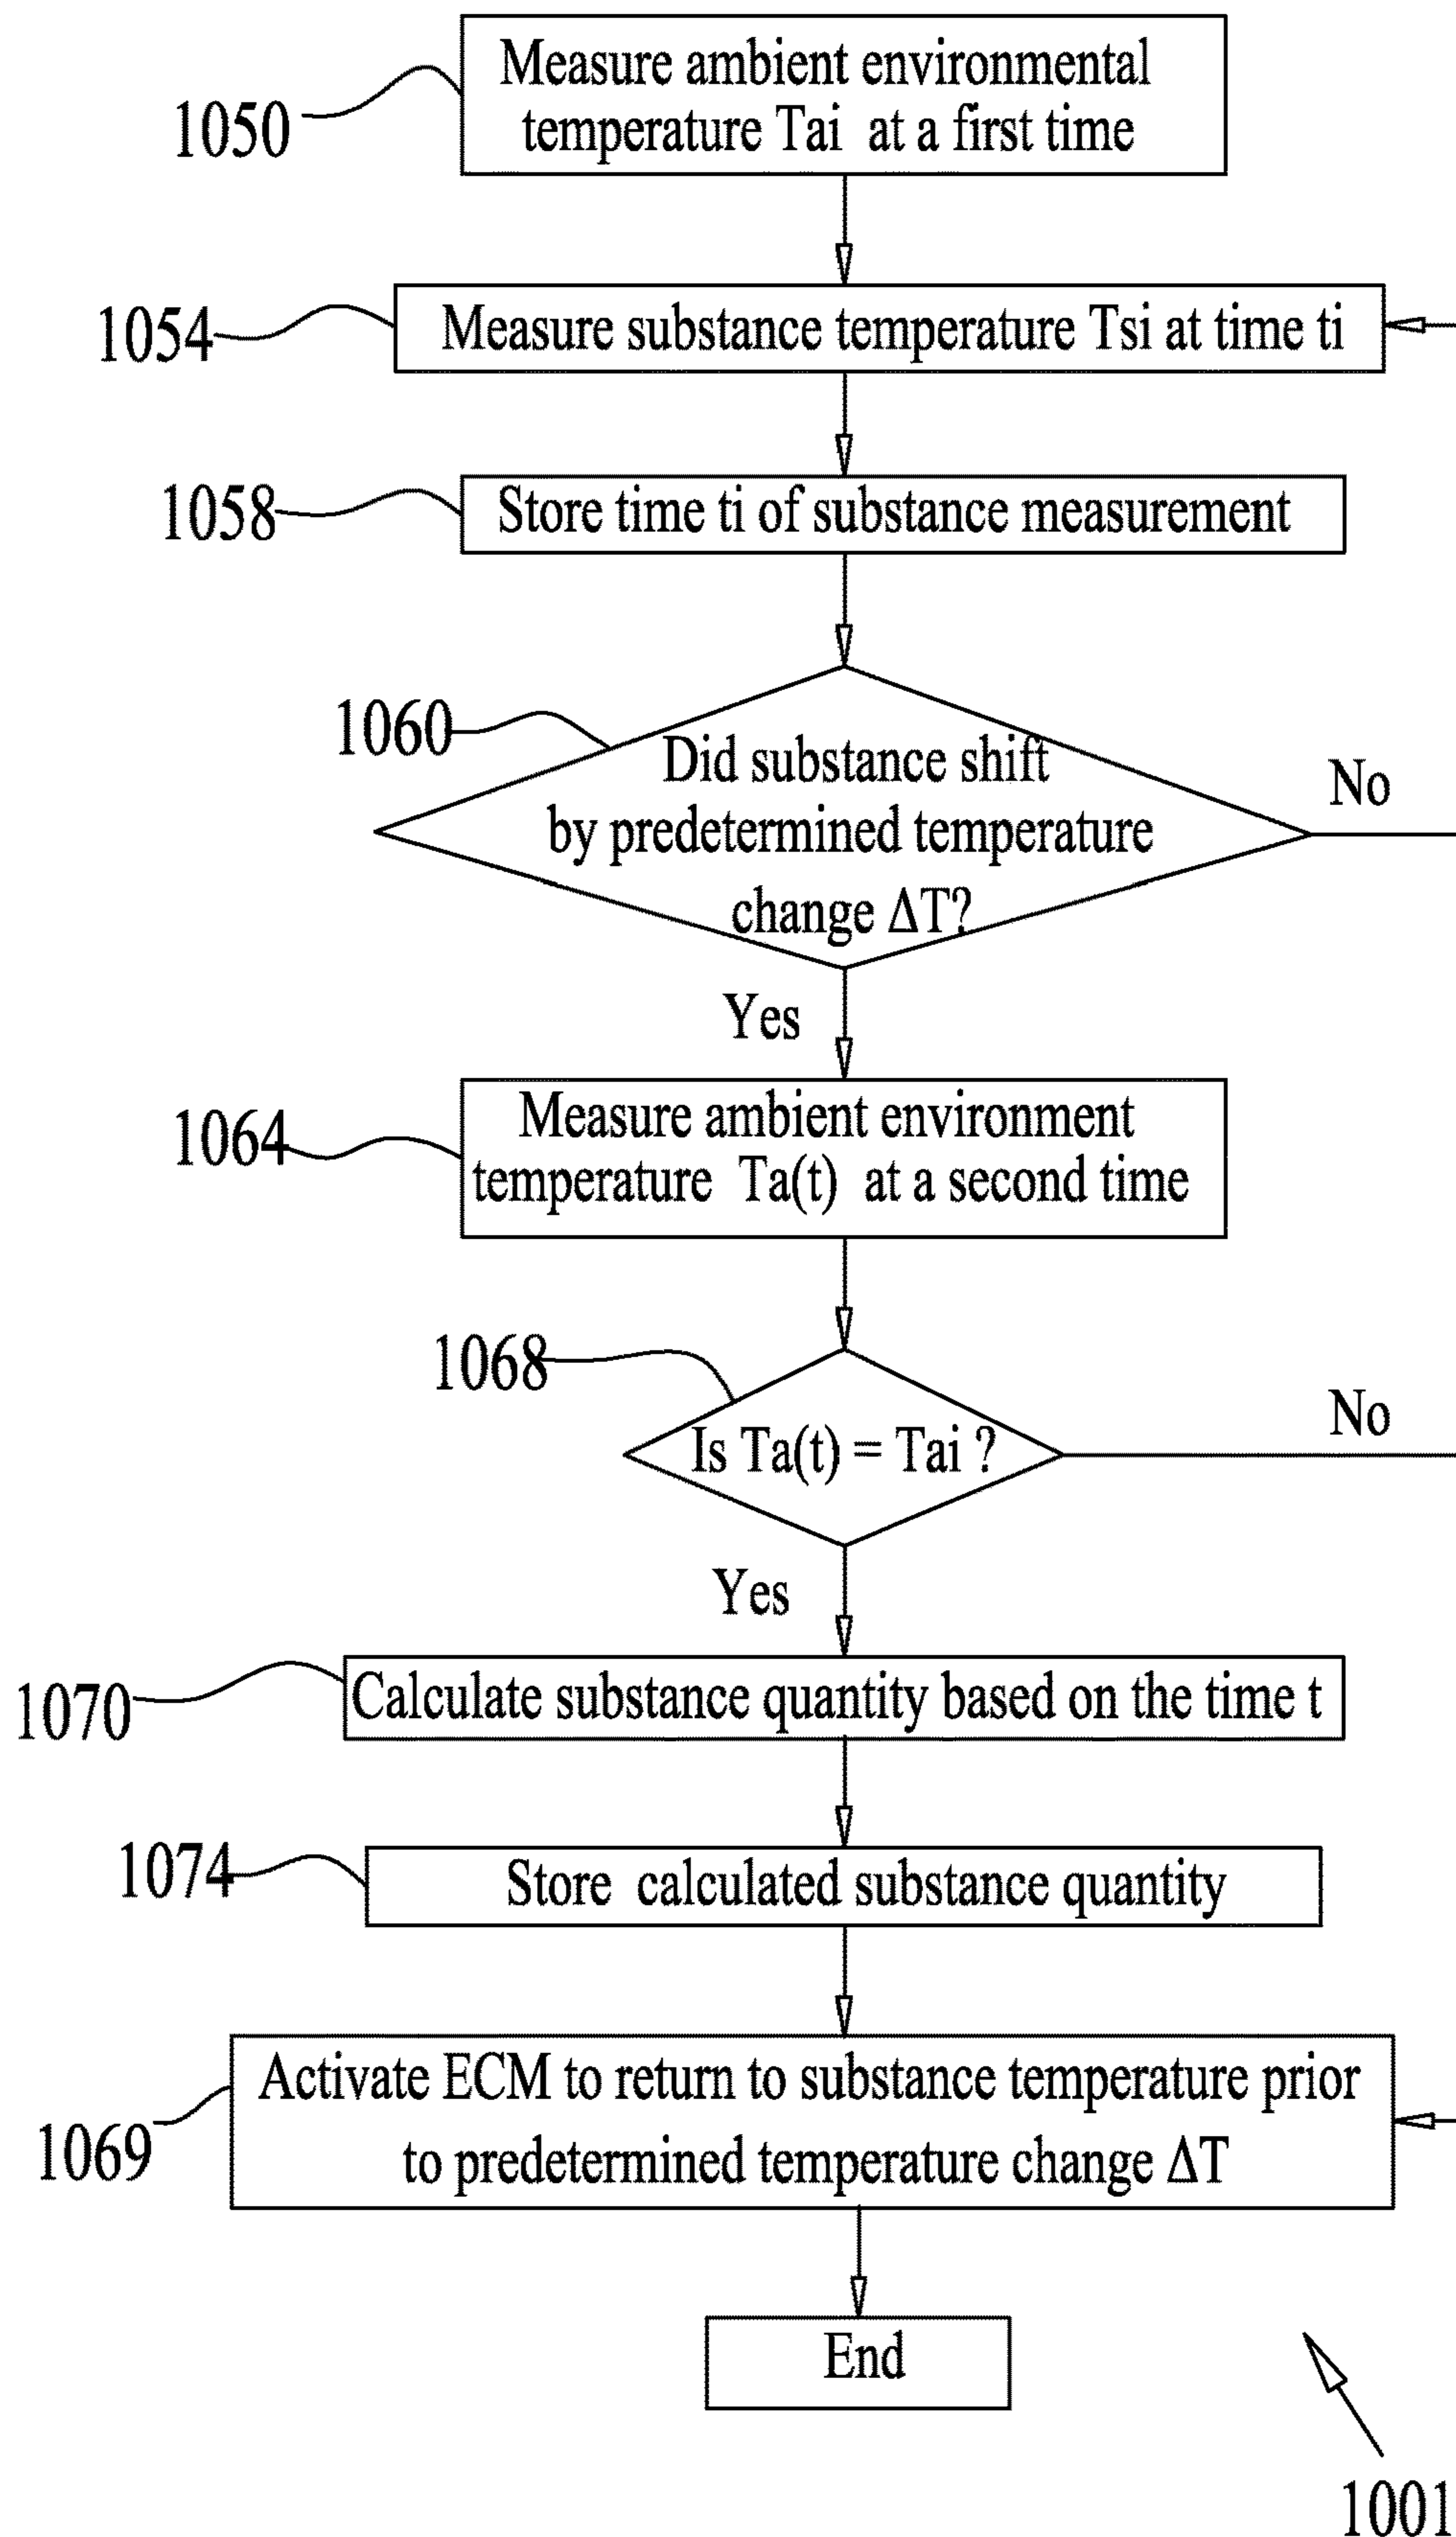 Measure ambient environmental
temperature Tai at a first time
1050
Measure substance temperature Tsi at time ti
1054
Store time ti of substance measurement
1058
1060
Did substance shift
by predetermined temperature
change ΔT?
No
Yes
Measure ambient environment
temperature Ta(t) at a second time
1064
1068
Is Ta(t) = Tai ?
No
Yes
Calculate substance quantity based on the time t
1070
Store calculated substance quantity
1074
Activate ECM to return to substance temperature prior
to predetermined temperature change ΔT
1069
End
1001